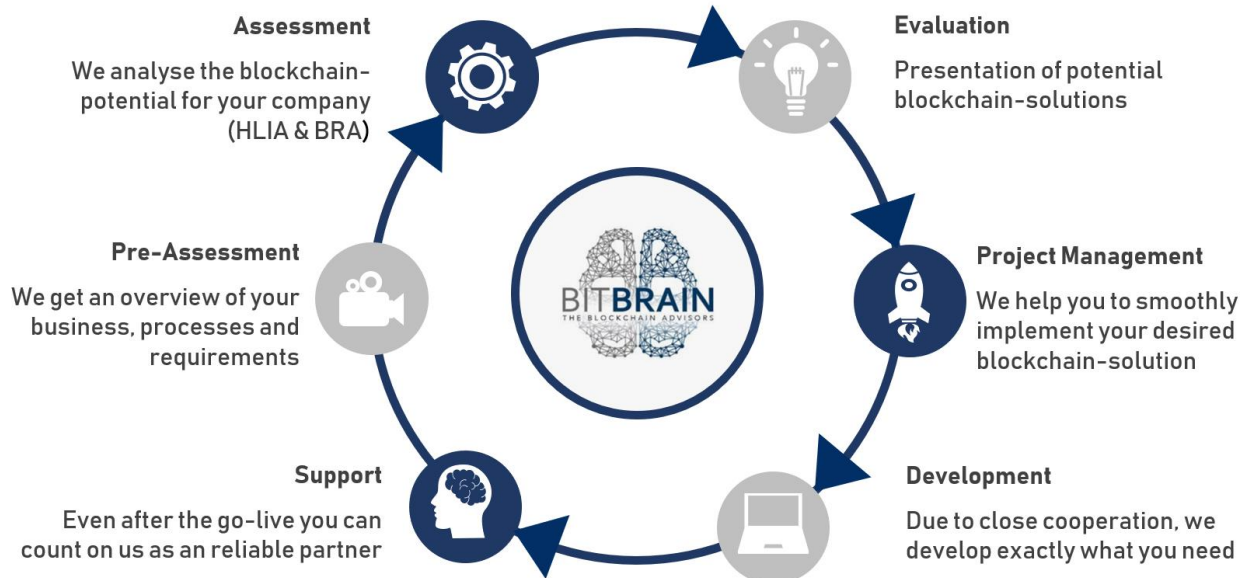 Assessment
We analyse the blockchain-
potential for your company
(HLIA & BRA)
Evaluation
Presentation of potential
blockchain-solutions
Pre-Assessment
We get an overview of your
business, processes and
requirements
BITBRAIN
THE BLOCKCHAIN ADVISORS
Project Management
We help you to smoothly
implement your desired
blockchain-solution
Support
Even after the go-live you can
count on us as an reliable partner
Development
Due to close cooperation, we
develop exactly what you need